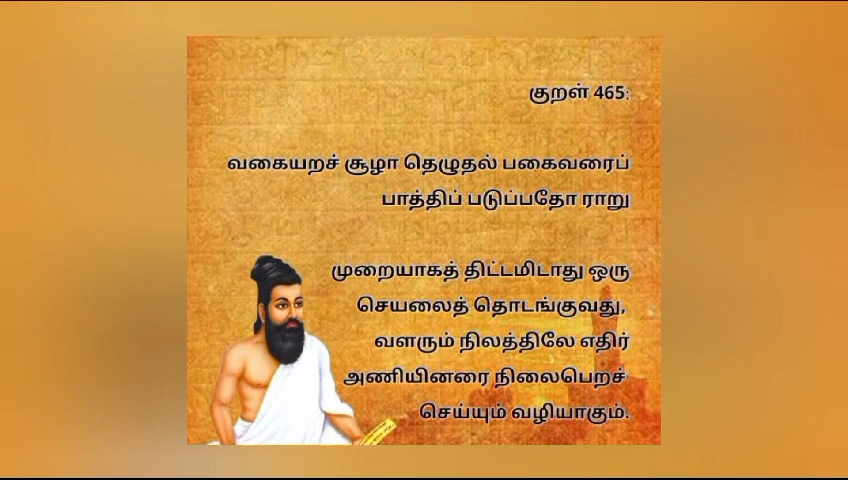 குறள் 465:
வகையறச் சூழா தெழுதல் பகைவரைப்
பாத்திப் படுப்பதோ ராறு
முறையாகத் திட்டமிடாது ஒரு
செயலைத் தொடங்குவது,
வளரும் நிலத்திலே எதிர்
அணியினரை நிலைபெறச்
செய்யும் வழியாகும்.